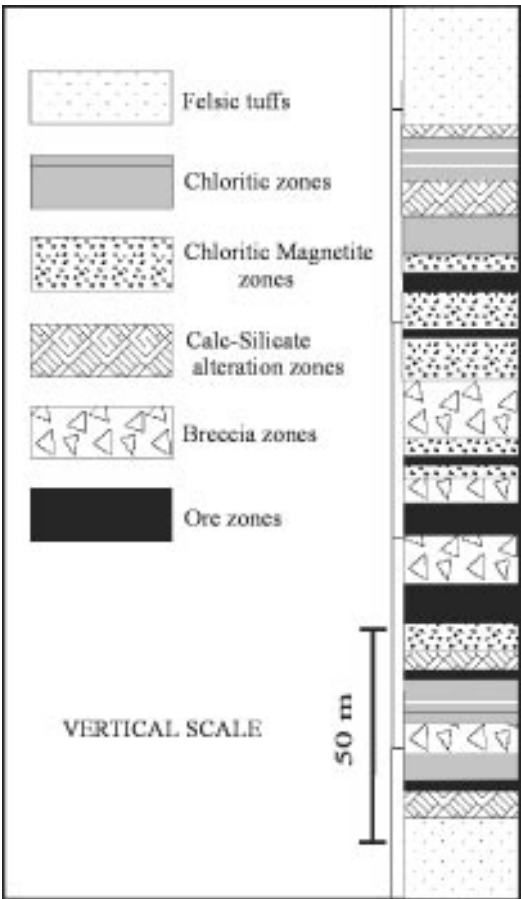 Felsic tuffs
Chloritic zones
Chloritic Magnetite
zones
Calc-Silicate
alteration zones
Breccia zones
Ore zones
VERTICAL SCALE
50 m